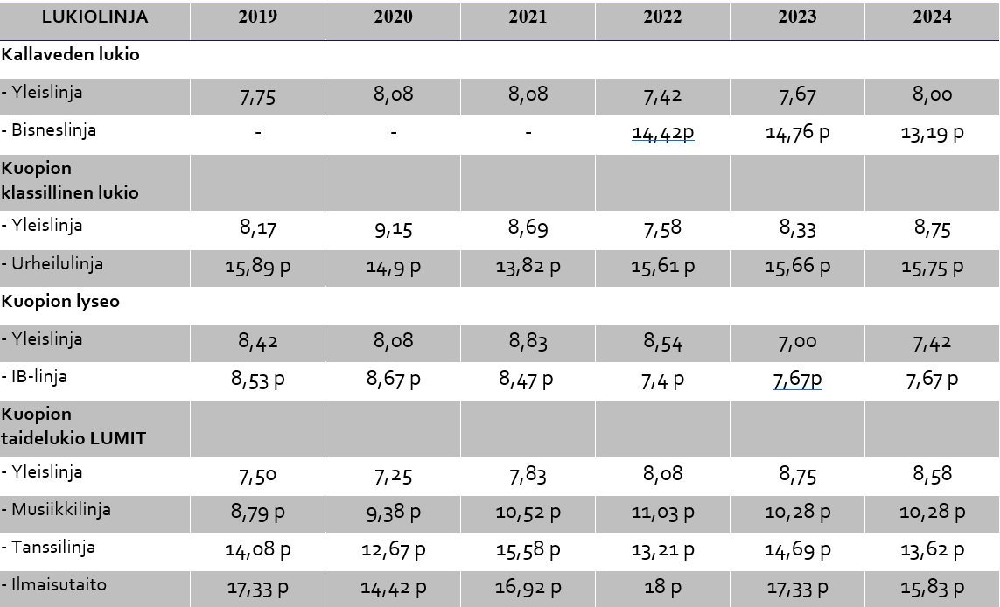 LUKIOLINJA 2019 2020 2021 2022 2023 2024
Kallaveden lukio
- Yleislinja 7,75 8,08 8,08 7,42 7,67 8,00
- Bisneslinja - - - 14,42p 14,76 p 13,19 p
Kuopion
klassillinen lukio
- Yleislinja 8,17 9,15 8,69 7,58 8,33 8,75
- Urheilulinja 15,89 p 14,9 p 13,82 p 15,61 p 15,66 p 15,75 p
Kuopion lyseo
- Yleislinja 8,42 8,08 8,83 8,54 7,00 7,42
- IB-linja 8,53 p 8,67 p 8,47 p 7,4 p 7,67p 7,67 p
Kuopion
taidelukio LUMIT
- Yleislinja 7,50 7,25 7,83 8,08 8,75 8,58
- Musiikkilinja 8,79 p 9,38 p 10,52 p 11,03 p 10,28 p 10,28 p
- Tanssilinja 14,08 p 12,67 p 15,58 p 13,21 p 14,69 p 13,62 p
- Ilmaisutaito 17,33 p 14,42 p 16,92 p 18 p 17,33 p 15,83 p